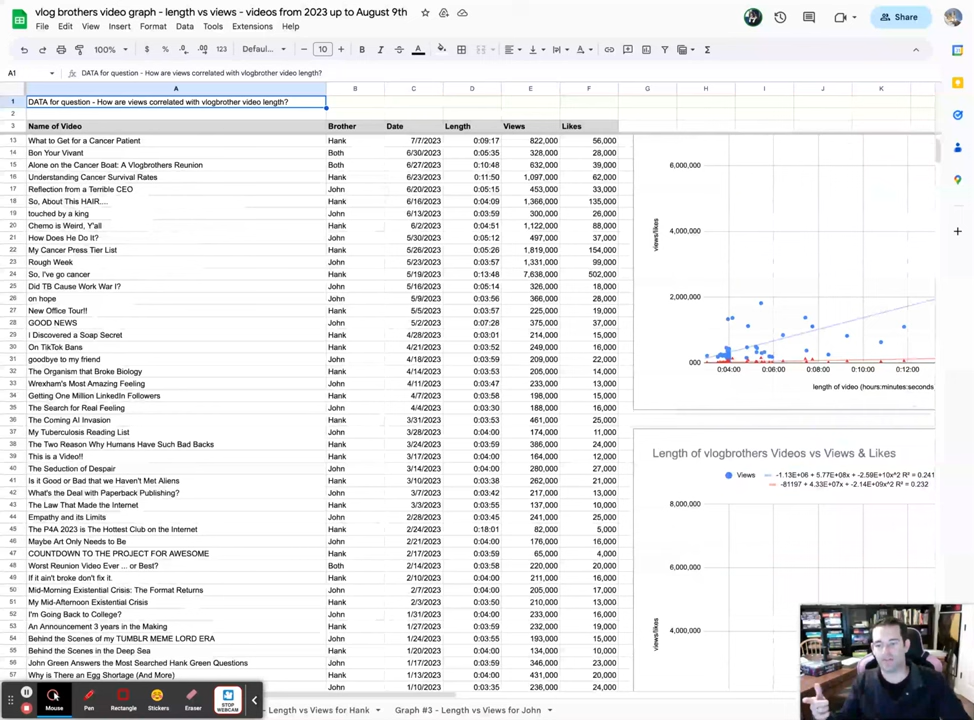 vlog brothers video graph - length vs views - videos from 2023 up to August 9th
File Edit View Insert Format Data Tools Extensions Help
100% $ % .0 .00 123 Defaul... 10 B I A Share
A1 fx DATA for question - How are views correlated with vlogbrother video length?
A B C D E F G H I J K
1 DATA for question - How are views correlated with vlogbrother video length?
2
3 Name of Video Brother Date Length Views Likes
13 What to Get for a Cancer Patient Hank 7/7/2023 0:09:17 822,000 56,000
14 Bon Your Vivant Both 6/30/2023 0:05:35 328,000 28,000
15 Alone on the Cancer Boat: A Vlogbrothers Reunion Both 6/27/2023 0:10:48 632,000 39,000
16 Understanding Cancer Survival Rates Hank 6/23/2023 0:11:50 1,097,000 62,000
17 Reflection from a Terrible CEO John 6/20/2023 0:05:15 453,000 33,000
18 So, About This HAIR.... Hank 6/16/2023 0:04:09 1,366,000 135,000
19 touched by a king John 6/13/2023 0:03:59 300,000 26,000
20 Chemo is Weird, Y'all Hank 6/2/2023 0:04:51 1,122,000 88,000
21 How Does He Do It? John 5/30/2023 0:05:12 497,000 37,000
22 My Cancer Press Tier List Hank 5/26/2023 0:05:26 1,819,000 154,000
23 Rough Week John 5/23/2023 0:03:57 1,331,000 99,000
24 So, I've go cancer Hank 5/19/2023 0:13:48 7,638,000 502,000
25 Did TB Cause Work War I? John 5/16/2023 0:05:14 326,000 18,000
26 on hope John 5/9/2023 0:03:56 366,000 28,000
27 New Office Tour!! Hank 5/5/2023 0:03:57 237,000 17,000
28 GOOD NEWS John 5/2/2023 0:07:28 375,000 37,000
29 I Discovered a Soap Secret Hank 4/28/2023 0:03:01 214,000 15,000
30 On TikTok Bans Hank 4/21/2023 0:03:52 249,000 16,000
31 goodbye to my friend John 4/18/2023 0:03:59 209,000 22,000
32 The Organism that Broke Biology Hank 4/14/2023 0:03:53 205,000 14,000
33 Wrexham's Most Amazing Feeling John 4/11/2023 0:03:47 233,000 13,000
34 Getting One Million LinkedIn Followers Hank 4/7/2023 0:03:58 198,000 13,000
35 The Search for Real Feeling John 4/4/2023 0:03:30 188,000 16,000
36 The Coming AI Invasion Hank 3/31/2023 0:03:53 461,000 25,000
37 My Tuberculosis Reading List John 3/28/2023 0:04:00 174,000 11,000
38 The Two Reason Why Humans Have Such Bad Backs Hank 3/24/2023 0:03:59 386,000 24,000
39 This is a Video!! Hank 3/17/2023 0:04:00 164,000 12,000
40 The Seduction of Despair John 3/14/2023 0:04:00 280,000 27,000
41 Is it Good or Bad that we Haven't Met Aliens Hank 3/10/2023 0:03:38 262,000 21,000
42 What's the Deal with Paperback Publishing? John 3/7/2023 0:03:42 217,000 13,000
43 The Law That Made the Internet Hank 3/3/2023 0:03:55 107,000 10,000
44 Empathy and its Limits John 2/28/2023 0:03:45 241,000 25,000
45 The P4A 2023 is The Hottest Club on the Internet Hank 2/24/2023 0:18:01 82,000 5,000
46 Maybe Art Only Needs to Be John 2/21/2023 0:03:54 176,000 16,000
47 COUNTDOWN TO THE PROJECT FOR AWESOME Hank 2/17/2023 0:03:59 65,000 4,000
48 Worst Reunion Video Ever ... or Best? Both 2/14/2023 0:03:58 220,000 20,000
49 If it ain't broke don't fix it. Hank 2/10/2023 0:04:00 211,000 16,000
50 Mid-Morning Existential Crisis: The Format Returns John 2/7/2023 0:04:00 205,000 17,000
51 My Mid-Afternoon Existential Crisis Hank 2/3/2023 0:03:50 210,000 13,000
52 I'm Going Back to College? John 1/31/2023 0:04:00 233,000 16,000
53 An Announcement 3 years in the Making Hank 1/27/2023 0:03:59 232,000 19,000
54 Behind the Scenes of my TUMBLR MEME LORD ERA John 1/24/2023 0:03:55 193,000 15,000
55 Behind the Scenes in the Deep Sea Hank 1/20/2023 0:03:58 134,000 10,000
56 John Green Answers the Most Searched Hank Green Questions John 1/17/2023 0:03:59 346,000 23,000
57 Why is There an Egg Shortage (And More) Hank 1/13/2023 0:04:00 430,000 21,000
John 1/10/2023 0:03:50 236,000 24,000
6,000,000
views/likes
4,000,000
2,000,000
000
0:04:00 0:06:00 0:08:00 0:10:00 0:12:00
length of video (hours:minutes:seconds
Length of vlogbrothers Videos vs Views & Likes
Views -1.13E+06 + 5.77E+08x + -2.59E+10x^2 R² = 0.241
-81197 + 4.33E+07x + -2.14E+09x^2 R² = 0.232
8,000,000
6,000,000
views/likes
4,000,000
Mouse Pen Rectangle Stickers Eraser STOP WEBCAM
- Length vs Views for Hank Graph #3 - Length vs Views for John